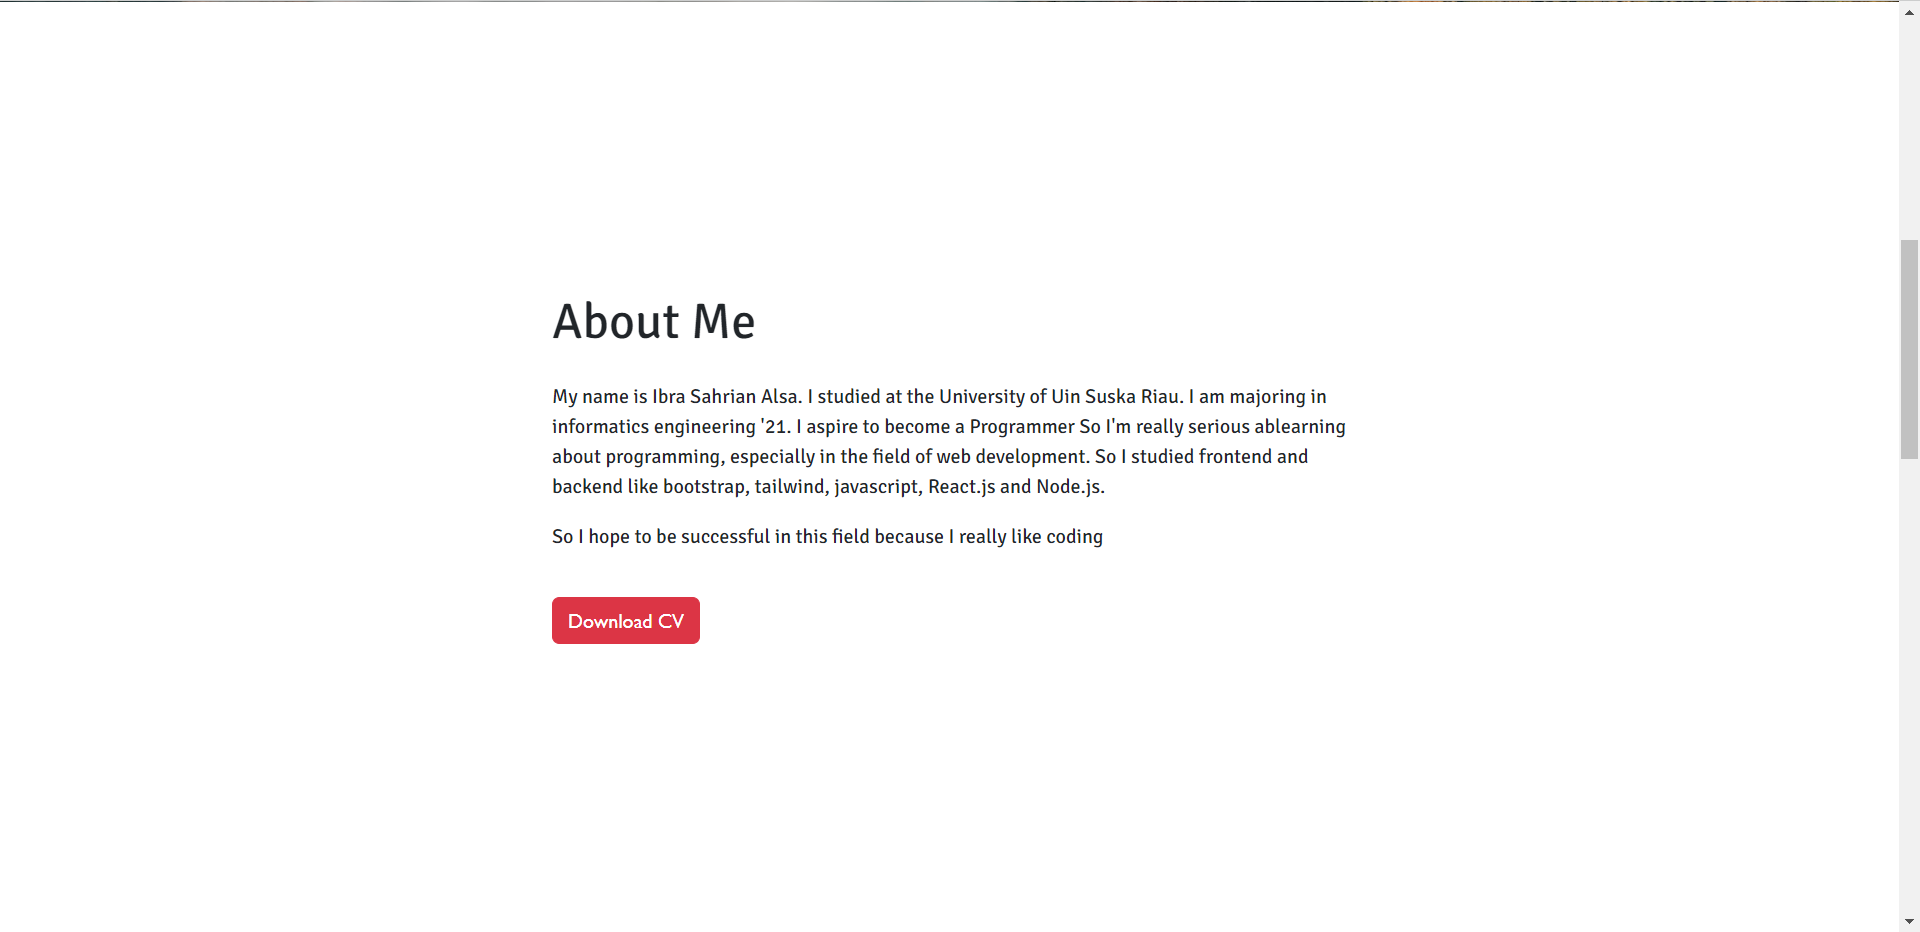 About Me
My name is Ibra Sahrian Alsa. I studied at the University of Uin Suska Riau. I am majoring in
informatics engineering '21. I aspire to become a Programmer So I'm really serious ablearning
about programming, especially in the field of web development. So I studied frontend and
backend like bootstrap, tailwind, javascript, React.js and Node.js.
So I hope to be successful in this field because I really like coding
Download CV